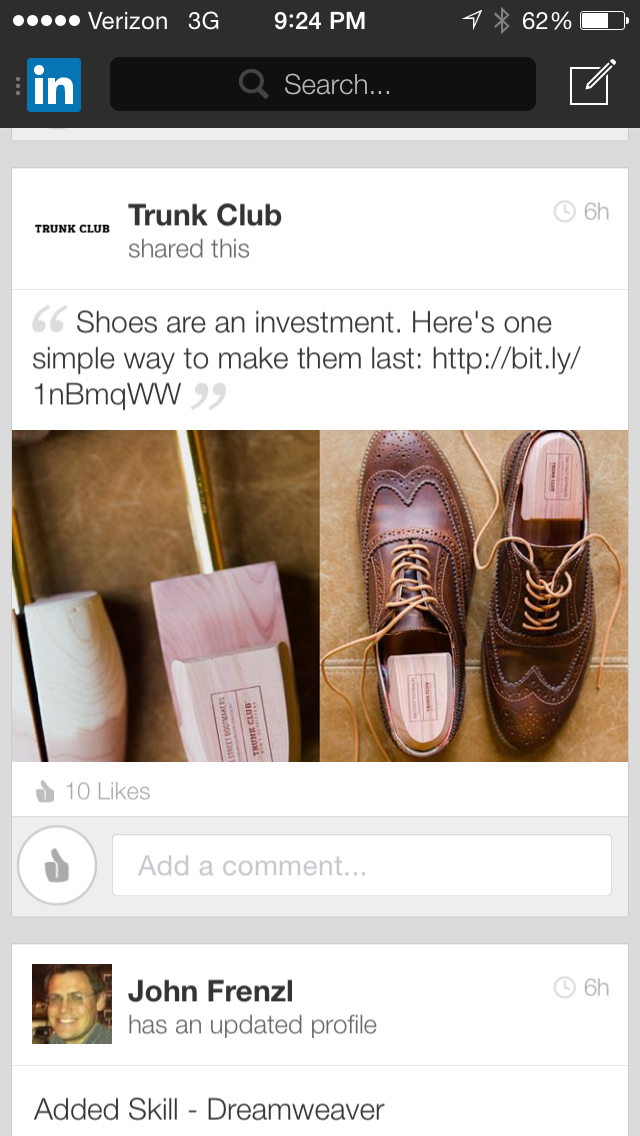 Verizon 3G 9:24 PM 62%
in Search...
TRUNK CLUB Trunk Club 6h
shared this
“ Shoes are an investment. Here's one
simple way to make them last: http://bit.ly/
1nBmqWW ”
TRUNK CLUB
TRUNK CLUB
TRUNK CLUB
10 Likes
Add a comment...
John Frenzl 6h
has an updated profile
Added Skill - Dreamweaver